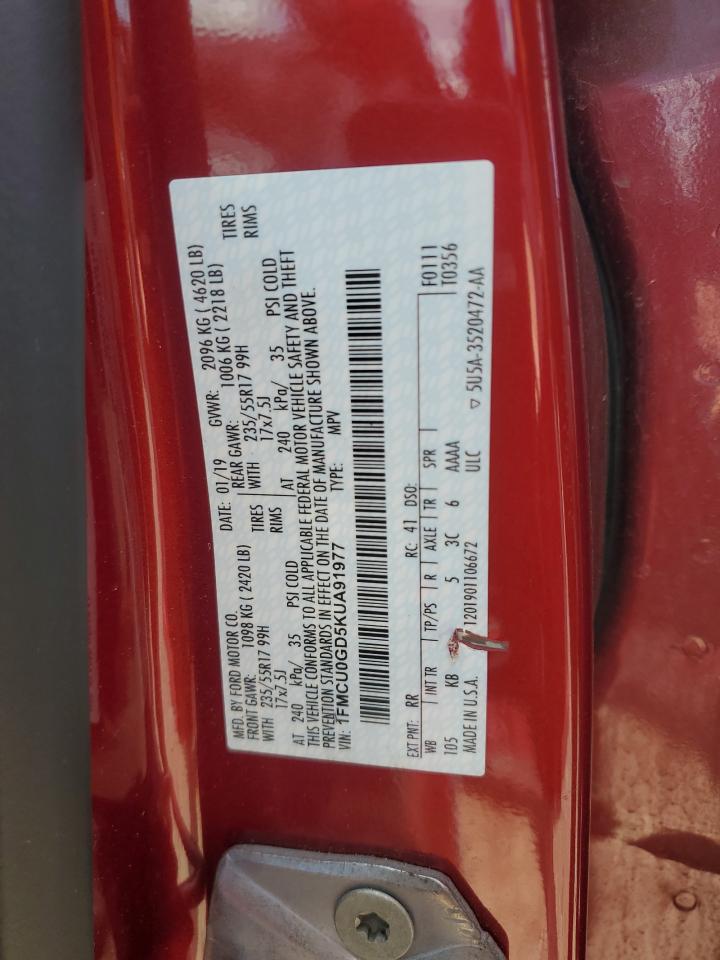 MFD. BY FORD MOTOR CO. DATE: 01/19 GVWR: 2096 KG ( 4620 LB)
FRONT GAWR: 1098 KG ( 2420 LB) REAR GAWR: 1006 KG ( 2218 LB)
WITH 235/55R17 99H TIRES WITH 235/55R17 99H TIRES
17x7.5J RIMS 17x7.5J RIMS
AT 240 kPa/ 35 PSI COLD AT 240 kPa/ 35 PSI COLD
THIS VEHICLE CONFORMS TO ALL APPLICABLE FEDERAL MOTOR VEHICLE SAFETY AND THEFT
PREVENTION STANDARDS IN EFFECT ON THE DATE OF MANUFACTURE SHOWN ABOVE.
VIN: 1FMCU0GD5KUA91977 TYPE: MPV
EXT PNT: RR RC: 41 DSO: F0111
WB INT TR TP/PS R AXLE TR SPR T0356
105 KB 5 3C 6 AAAA
MADE IN U.S.A. 1201901106672 ULC ▽ 5U5A-3520472-AA